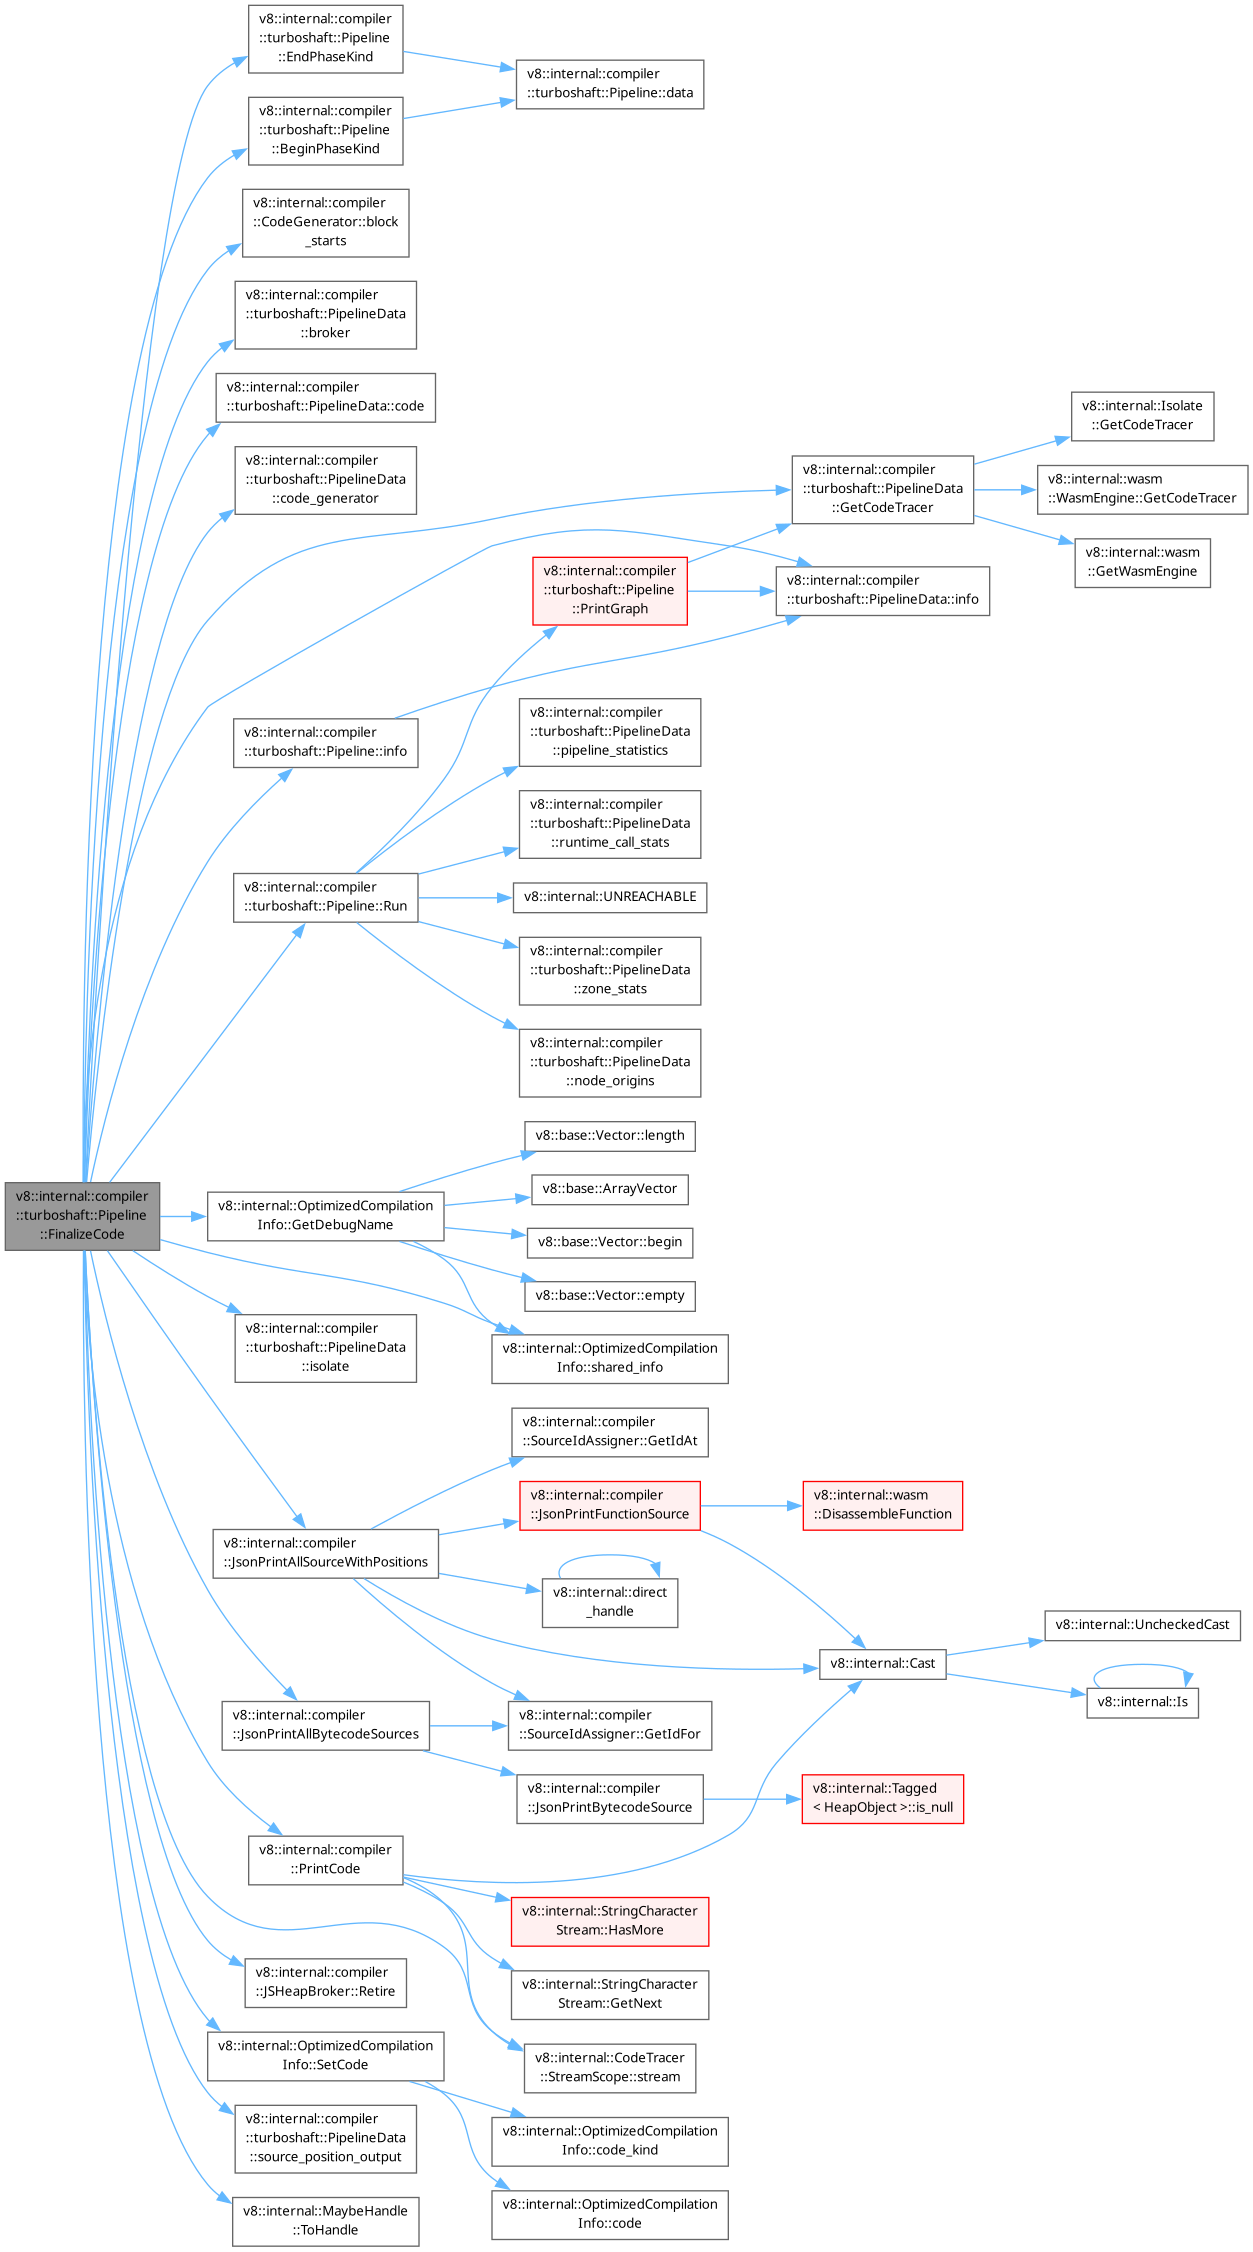 v8::internal::compiler
::turboshaft::Pipeline
::FinalizeCode
v8::internal::compiler
::turboshaft::Pipeline
::EndPhaseKind
v8::internal::compiler
::turboshaft::Pipeline::data
v8::internal::compiler
::turboshaft::Pipeline
::BeginPhaseKind
v8::internal::compiler
::CodeGenerator::block
_starts
v8::internal::compiler
::turboshaft::PipelineData
::broker
v8::internal::compiler
::turboshaft::PipelineData::code
v8::internal::compiler
::turboshaft::PipelineData
::code_generator
v8::internal::compiler
::turboshaft::PipelineData
::GetCodeTracer
v8::internal::Isolate
::GetCodeTracer
v8::internal::wasm
::WasmEngine::GetCodeTracer
v8::internal::wasm
::GetWasmEngine
v8::internal::compiler
::turboshaft::Pipeline
::PrintGraph
v8::internal::compiler
::turboshaft::PipelineData::info
v8::internal::compiler
::turboshaft::Pipeline::info
v8::internal::compiler
::turboshaft::PipelineData
::pipeline_statistics
v8::internal::compiler
::turboshaft::PipelineData
::runtime_call_stats
v8::internal::compiler
::turboshaft::Pipeline::Run
v8::internal::UNREACHABLE
v8::internal::compiler
::turboshaft::PipelineData
::zone_stats
v8::internal::compiler
::turboshaft::PipelineData
::node_origins
v8::base::Vector::length
v8::base::ArrayVector
v8::internal::OptimizedCompilation
Info::GetDebugName
v8::base::Vector::begin
v8::base::Vector::empty
v8::internal::compiler
::turboshaft::PipelineData
::isolate
v8::internal::OptimizedCompilation
Info::shared_info
v8::internal::compiler
::SourceIdAssigner::GetIdAt
v8::internal::compiler
::JsonPrintFunctionSource
v8::internal::wasm
::DisassembleFunction
v8::internal::compiler
::JsonPrintAllSourceWithPositions
v8::internal::direct
_handle
v8::internal::Cast
v8::internal::UncheckedCast
v8::internal::Is
v8::internal::compiler
::JsonPrintAllBytecodeSources
v8::internal::compiler
::SourceIdAssigner::GetIdFor
v8::internal::compiler
::JsonPrintBytecodeSource
v8::internal::Tagged
< HeapObject >::is_null
v8::internal::compiler
::PrintCode
v8::internal::StringCharacter
Stream::HasMore
v8::internal::StringCharacter
Stream::GetNext
v8::internal::compiler
::JSHeapBroker::Retire
v8::internal::CodeTracer
::StreamScope::stream
v8::internal::OptimizedCompilation
Info::SetCode
v8::internal::OptimizedCompilation
Info::code_kind
v8::internal::compiler
::turboshaft::PipelineData
::source_position_output
v8::internal::OptimizedCompilation
Info::code
v8::internal::MaybeHandle
::ToHandle